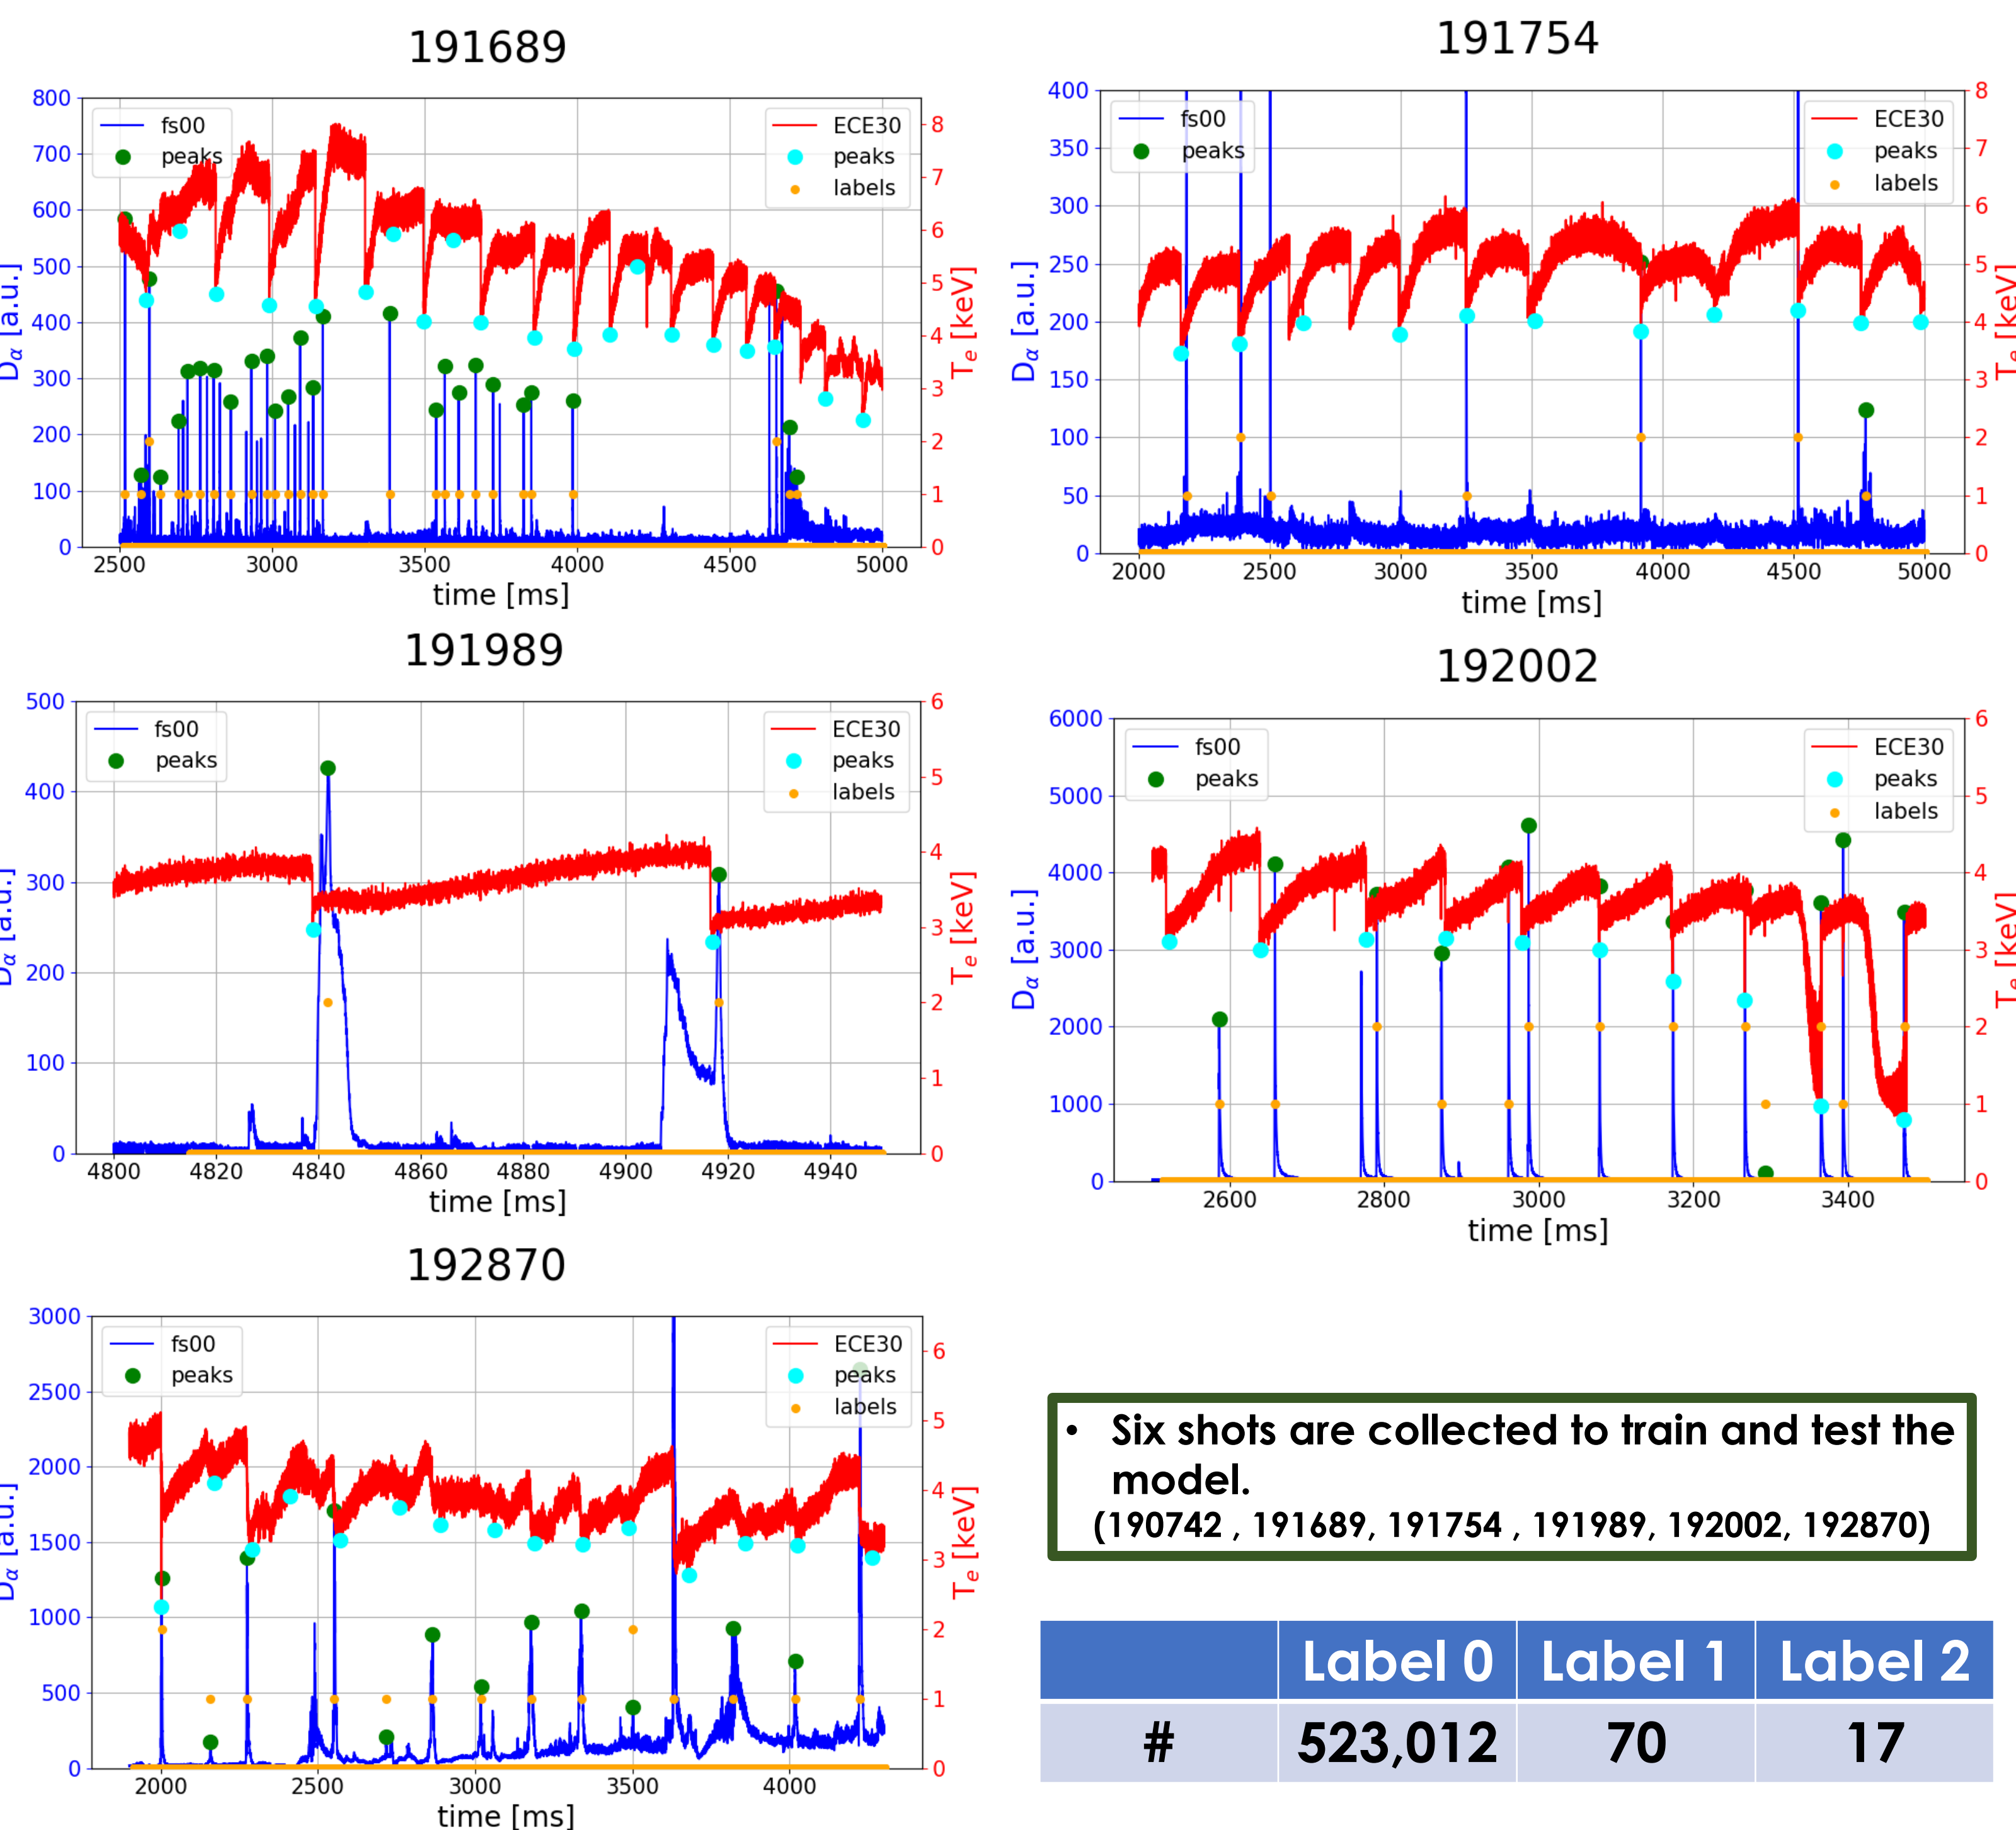 191689
800
700
600
500
400
300
200
100
0
Dα [a.u.]
fs00
peaks
ECE30
peaks
labels
8
7
6
5
4
3
2
1
0
Te [keV]
2500 3000 3500 4000 4500 5000
time [ms]
191754
400
350
300
250
200
150
100
50
0
Dα [a.u.]
fs00
peaks
ECE30
peaks
labels
8
7
6
5
4
3
2
1
0
Te [keV]
2000 2500 3000 3500 4000 4500 5000
time [ms]
191989
500
400
300
200
100
0
Dα [a.u.]
fs00
peaks
ECE30
peaks
labels
6
5
4
3
2
1
0
Te [keV]
4800 4820 4840 4860 4880 4900 4920 4940
time [ms]
192002
6000
5000
4000
3000
2000
1000
0
Dα [a.u.]
fs00
peaks
ECE30
peaks
labels
6
5
4
3
2
1
0
Te [keV]
2600 2800 3000 3200 3400
time [ms]
192870
3000
2500
2000
1500
1000
500
0
Dα [a.u.]
fs00
peaks
ECE30
peaks
labels
6
5
4
3
2
1
0
Te [keV]
2000 2500 3000 3500 4000
time [ms]
• Six shots are collected to train and test the
model.
(190742 , 191689, 191754 , 191989, 192002, 192870)
Label 0 Label 1 Label 2
# 523,012 70 17